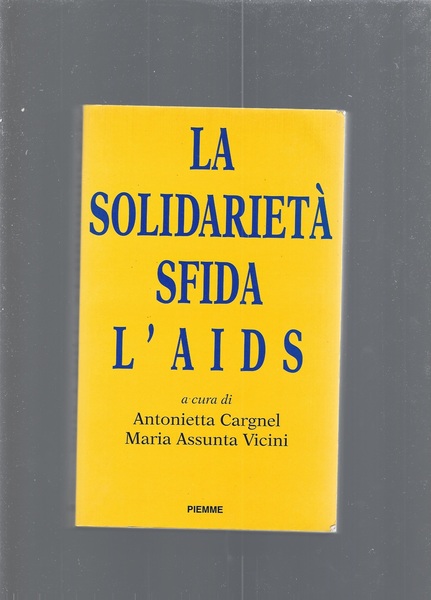 LA
SOLIDARIETÀ
SFIDA
L'AIDS
a cura di
Antonietta Cargnel
Maria Assunta Vicini
PIEMME